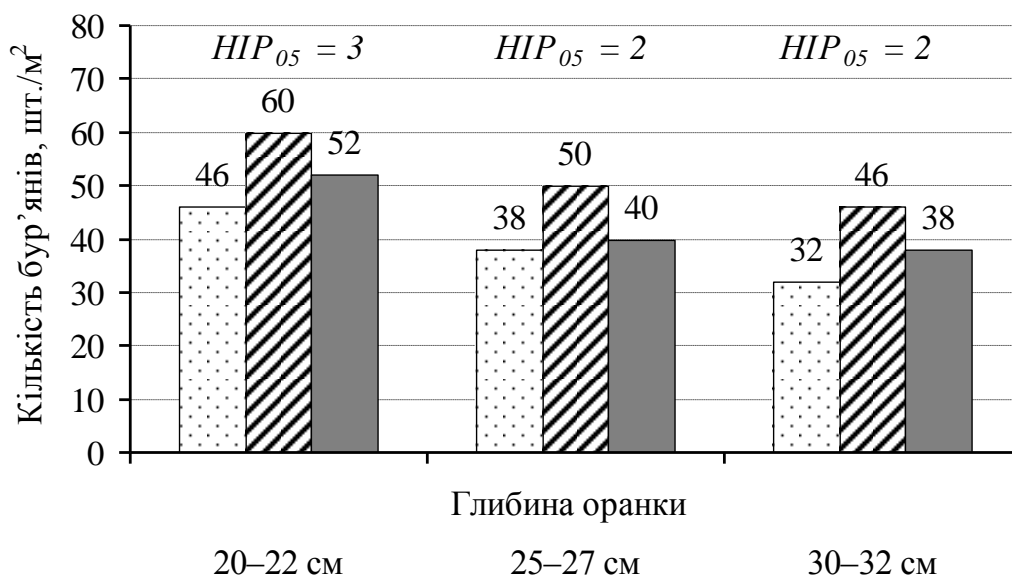 Кількість бур’янів, шт./м²
80
70
60
50
40
30
20
10
0
НІР₀₅ = 3
НІР₀₅ = 2
НІР₀₅ = 2
46
60
52
38
50
40
32
46
38
Глибина оранки
20–22 см
25–27 см
30–32 см